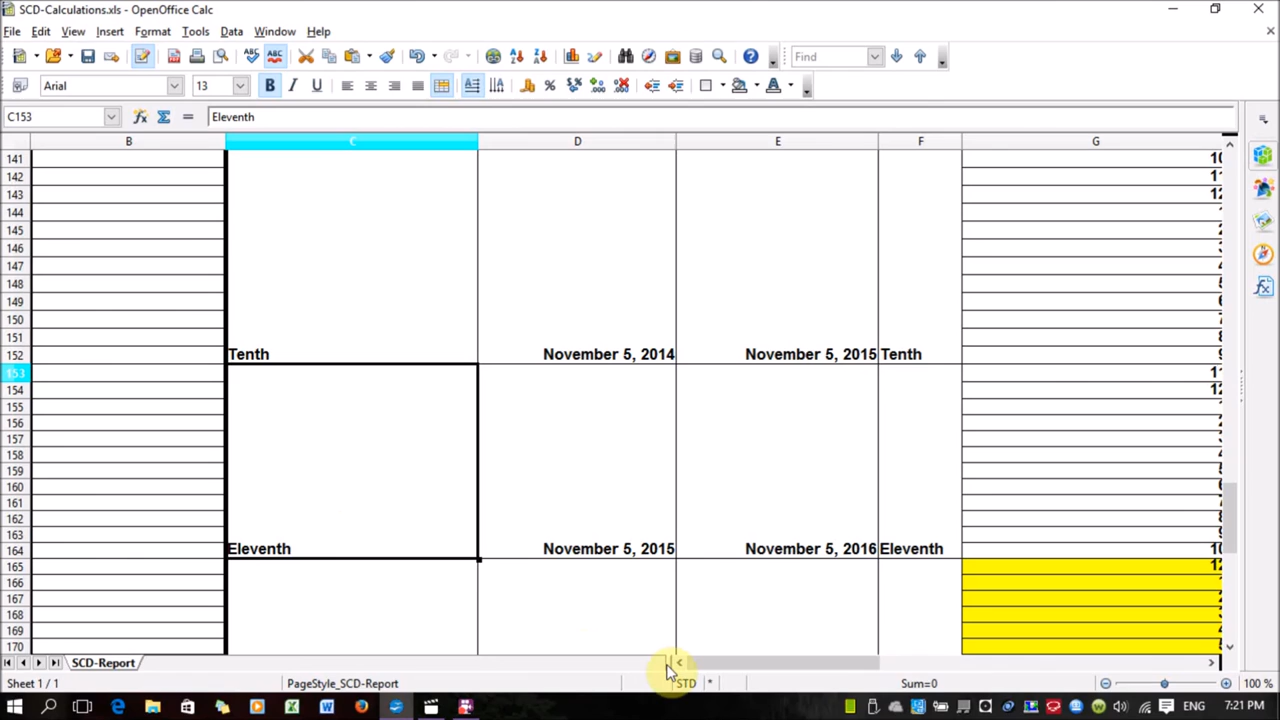 SCD-Calculations.xls - OpenOffice Calc
File Edit View Insert Format Tools Data Window Help
Find
Arial 13
C153 Eleventh
B C D E F G
141
142
143
144
145
146
147
148
149
150
151
152 Tenth November 5, 2014 November 5, 2015 Tenth
153
154
155
156
157
158
159
160
161
162
163
164 Eleventh November 5, 2015 November 5, 2016 Eleventh
165
166
167
168
169
170
SCD-Report
Sheet 1 / 1 PageStyle_SCD-Report STD * Sum=0 100 %
ENG 7:21 PM